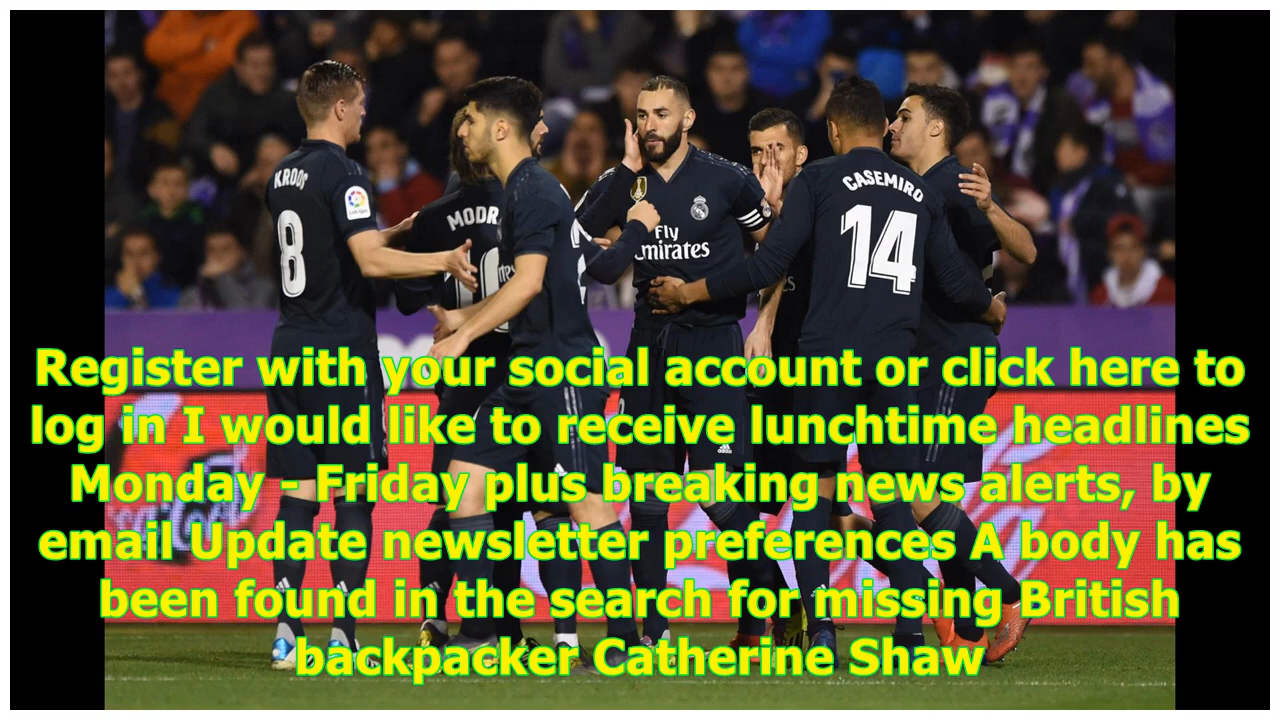 KROOS
8
LaLiga
MODR
Fly
Emirates
CASEMIRO
14
adidas
Register with your social account or click here to
log in I would like to receive lunchtime headlines
Monday - Friday plus breaking news alerts, by
email Update newsletter preferences A body has
been found in the search for missing British
backpacker Catherine Shaw